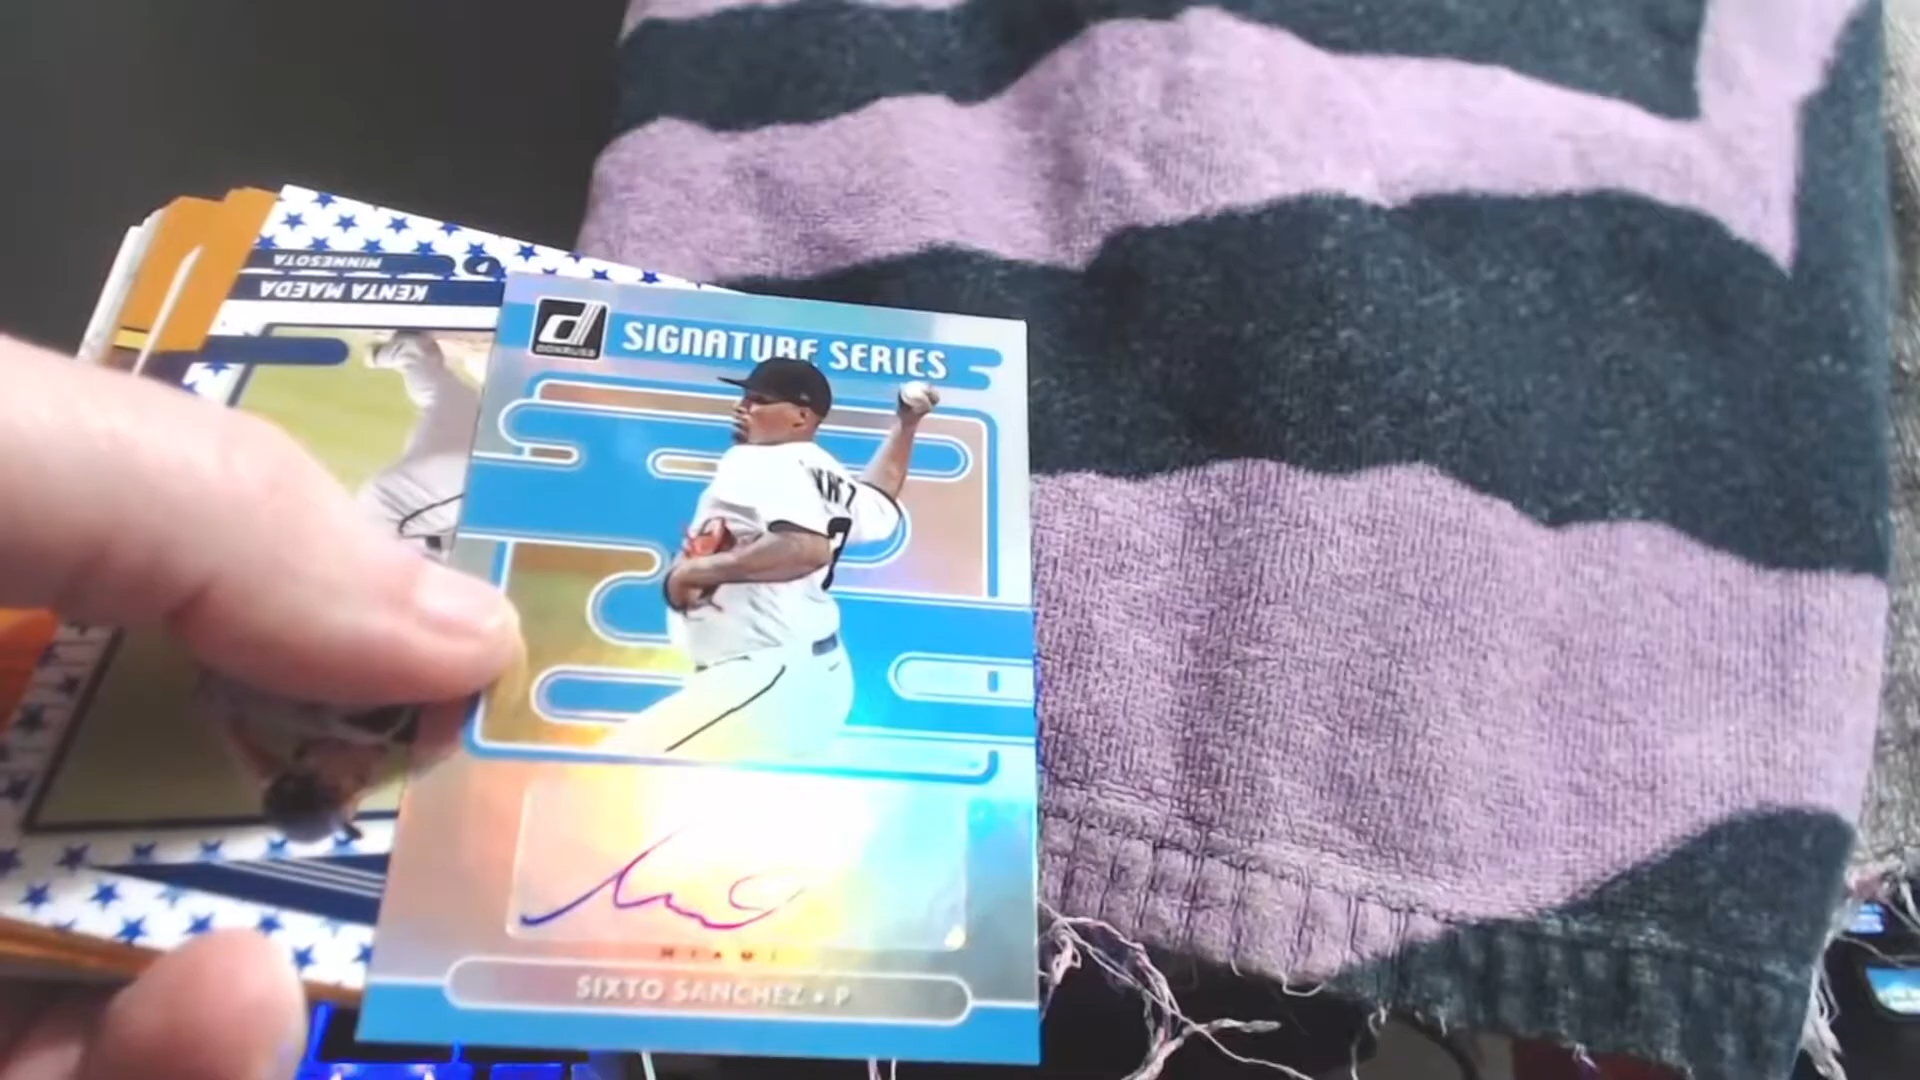 MINNESOTA
KENTA MAEDA
DONRUSS
SIGNATURE SERIES
MIAMI
SIXTO SANCHEZ • P